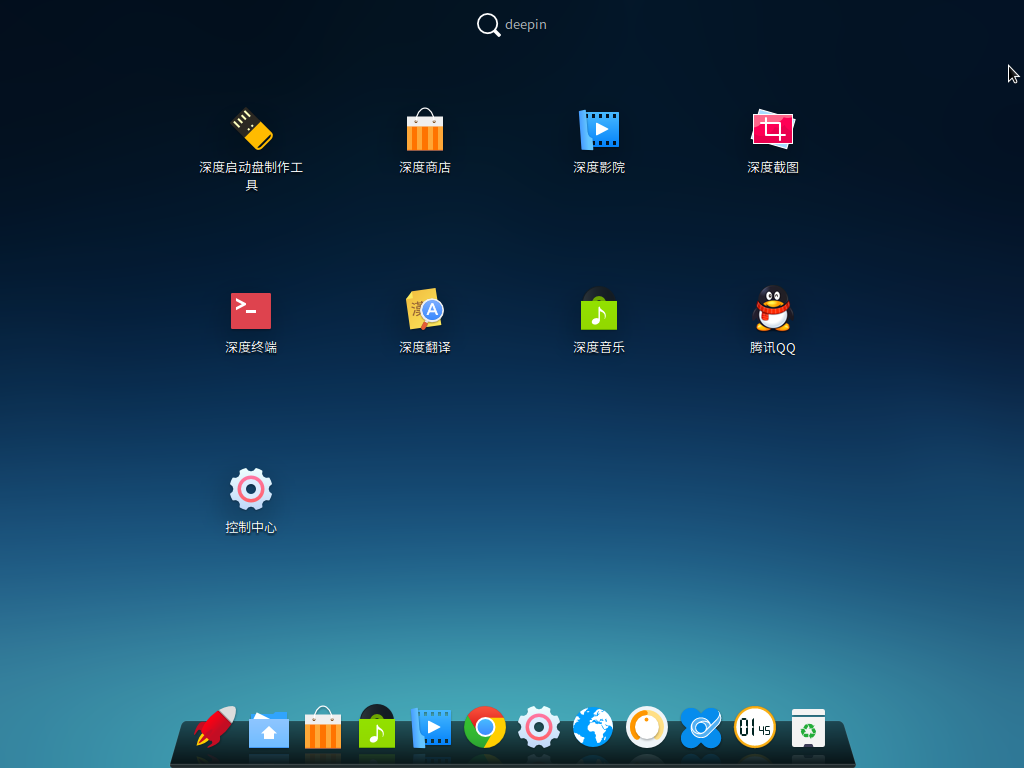 deepin
深度启动盘制作工
具
深度商店
深度影院
深度截图
深度终端
深度翻译
深度音乐
腾讯QQ
控制中心
01 45